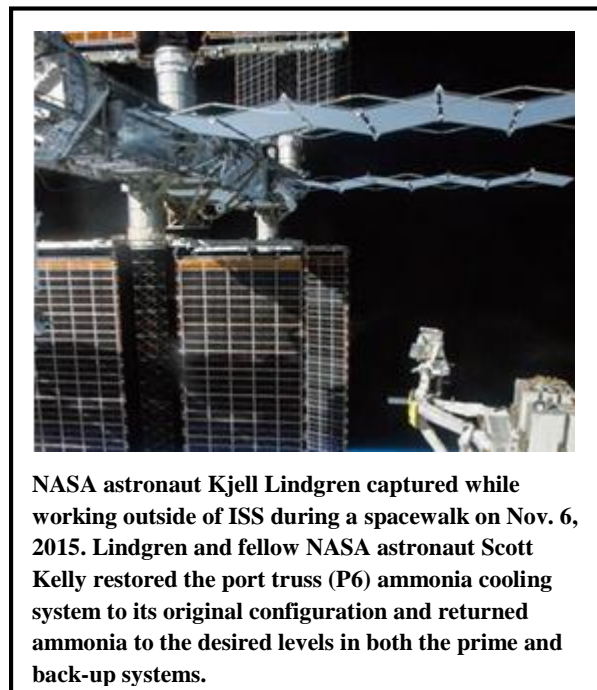 NASA astronaut Kjell Lindgren captured while
working outside of ISS during a spacewalk on Nov. 6,
2015. Lindgren and fellow NASA astronaut Scott
Kelly restored the port truss (P6) ammonia cooling
system to its original configuration and returned
ammonia to the desired levels in both the prime and
back-up systems.